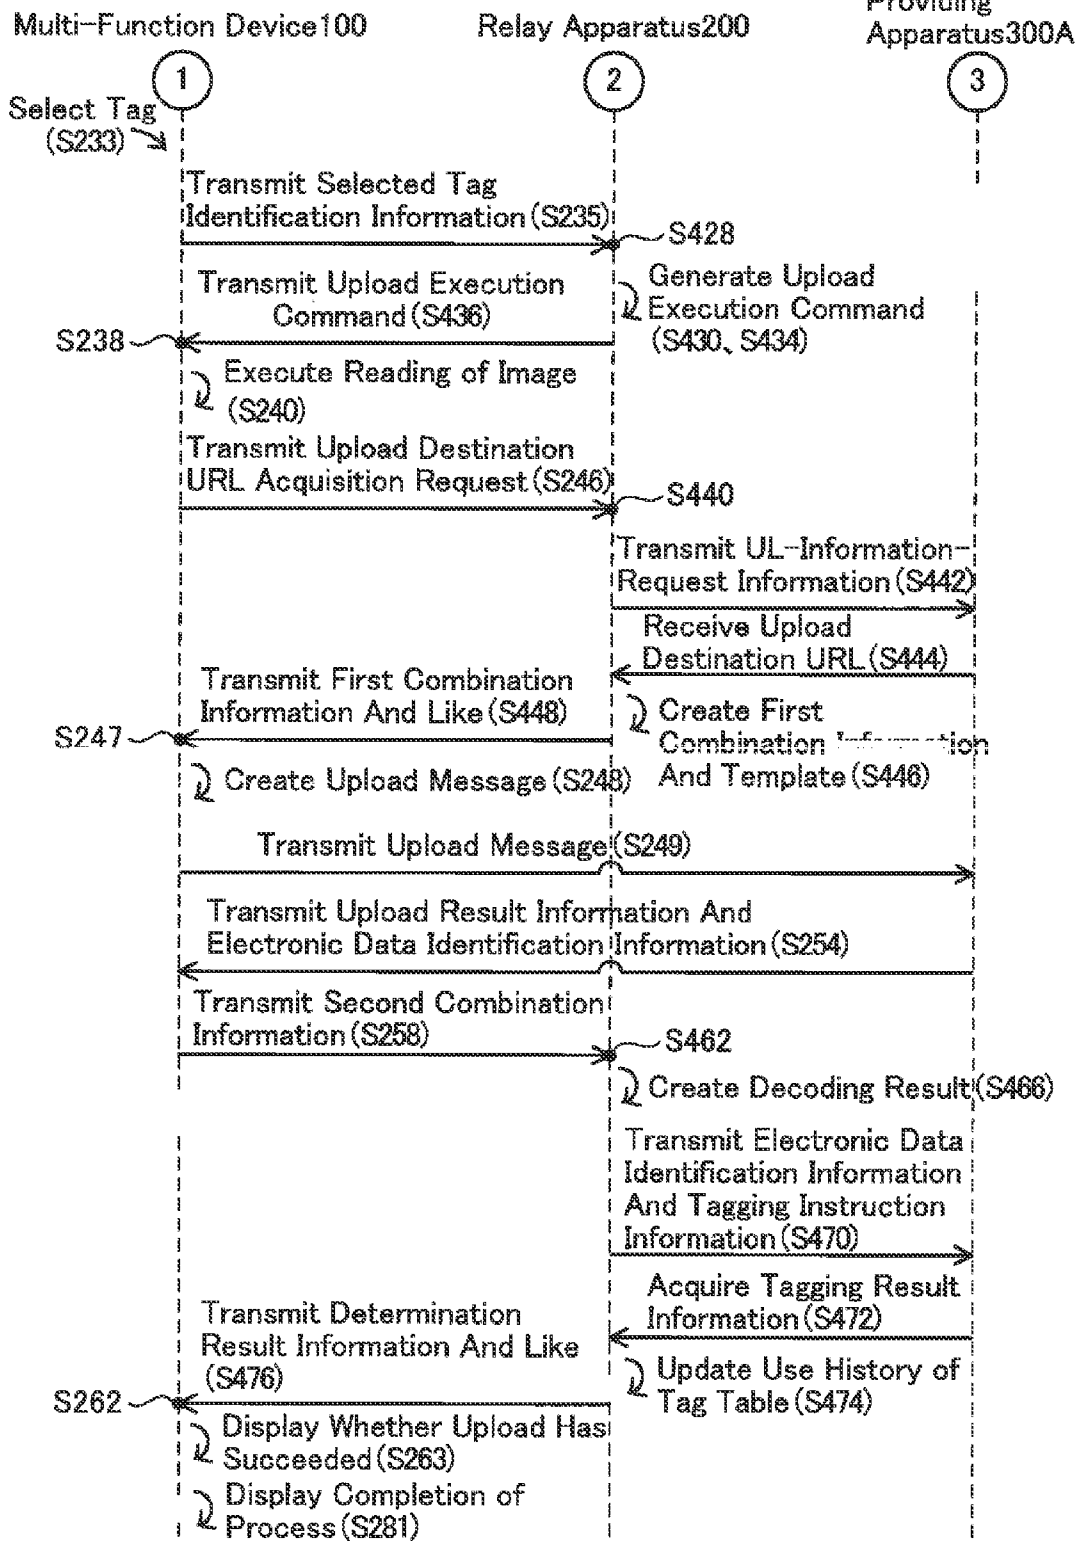 Multi-Function Device100
Relay Apparatus200
Providing
Apparatus300A
1
2
3
Select Tag
(S233)
Transmit Selected Tag
Identification Information(S235)
S428
Generate Upload
Execution Command
(S430、S434)
Transmit Upload Execution
Command(S436)
S238
Execute Reading of Image
(S240)
Transmit Upload Destination
URL Acquisition Request(S246)
S440
Transmit UL-Information-
Request Information(S442)
Receive Upload
Destination URL(S444)
Create First
Combination Information
And Template(S446)
Transmit First Combination
Information And Like(S448)
S247
Create Upload Message(S248)
Transmit Upload Message(S249)
Transmit Upload Result Information And
Electronic Data Identification Information(S254)
Transmit Second Combination
Information(S258)
S462
Create Decoding Result(S466)
Transmit Electronic Data
Identification Information
And Tagging Instruction
Information(S470)
Acquire Tagging Result
Information(S472)
Update Use History of
Tag Table(S474)
Transmit Determination
Result Information And Like
(S476)
S262
Display Whether Upload Has
Succeeded(S263)
Display Completion of
Process(S281)